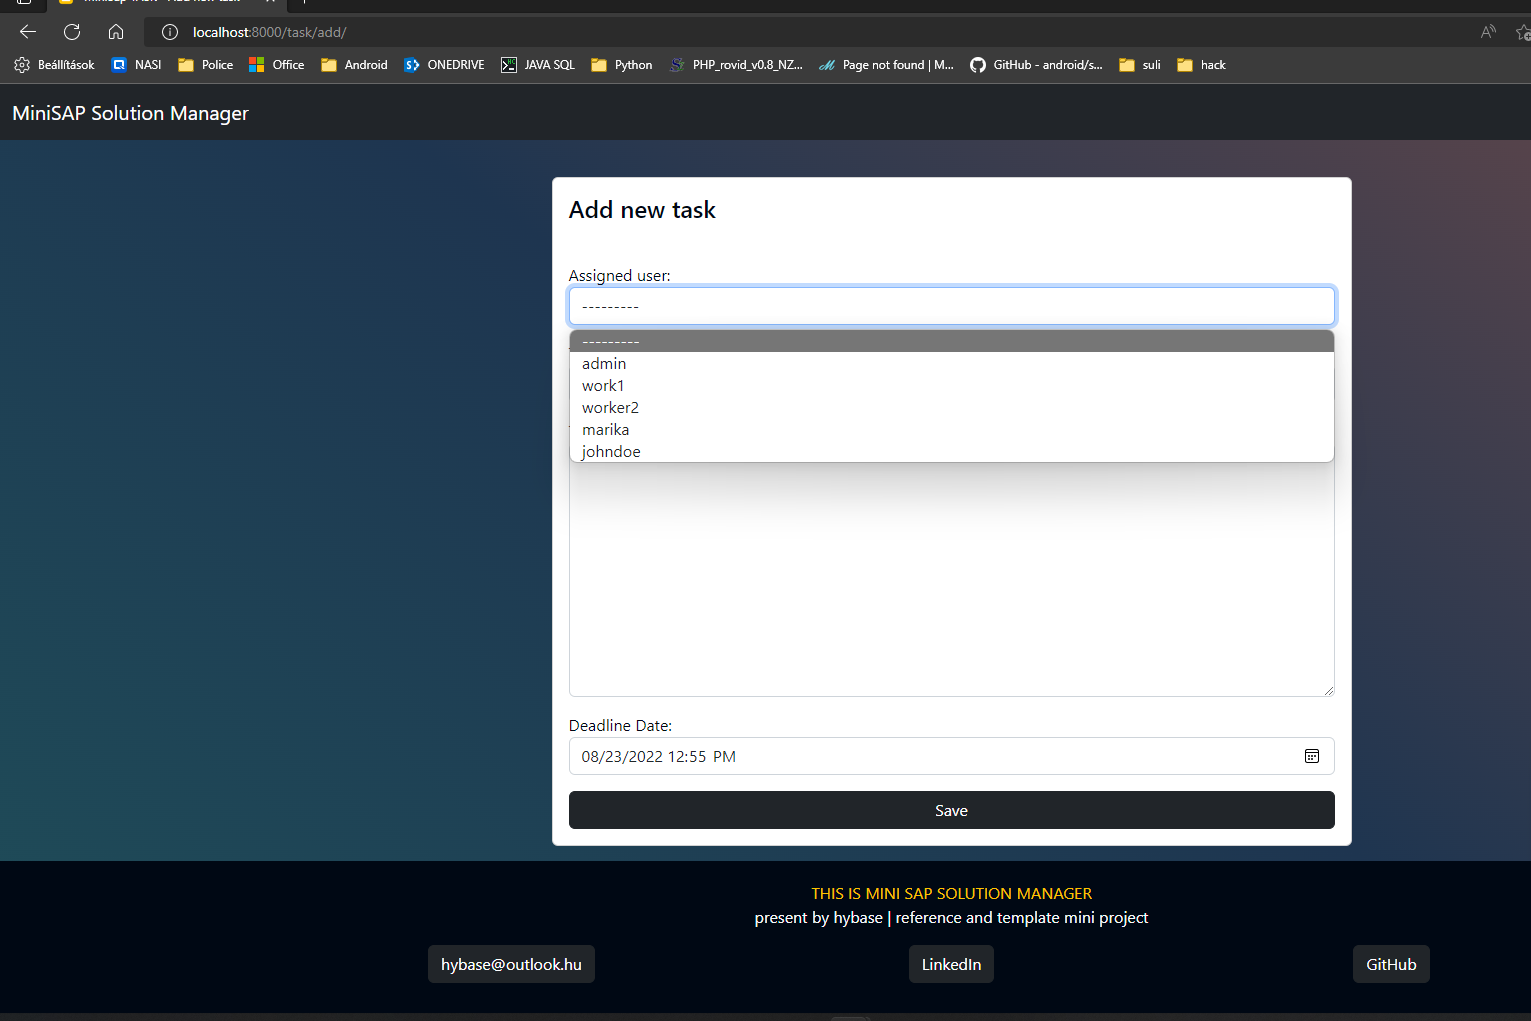 localhost:8000/task/add/
Beállítások NASI Police Office Android ONEDRIVE JAVA SQL Python PHP_rovid_v0.8_NZ... Page not found | M... GitHub - android/s... suli hack
MiniSAP Solution Manager
Add new task
Assigned user:
---------
---------
admin
work1
worker2
marika
johndoe
Deadline Date:
08/23/2022 12:55 PM
Save
THIS IS MINI SAP SOLUTION MANAGER
present by hybase | reference and template mini project
hybase@outlook.hu LinkedIn GitHub